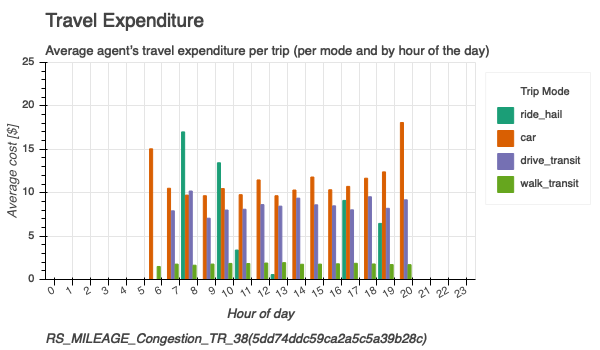 Travel Expenditure
Average agent's travel expenditure per trip (per mode and by hour of the day)
25
20
15
10
5
0
Average cost [$]
0 1 2 3 4 5 6 7 8 9 10 11 12 13 14 15 16 17 18 19 20 21 22 23
Hour of day
Trip Mode
ride_hail
car
drive_transit
walk_transit
RS_MILEAGE_Congestion_TR_38(5dd74ddc59ca2a5c5a39b28c)